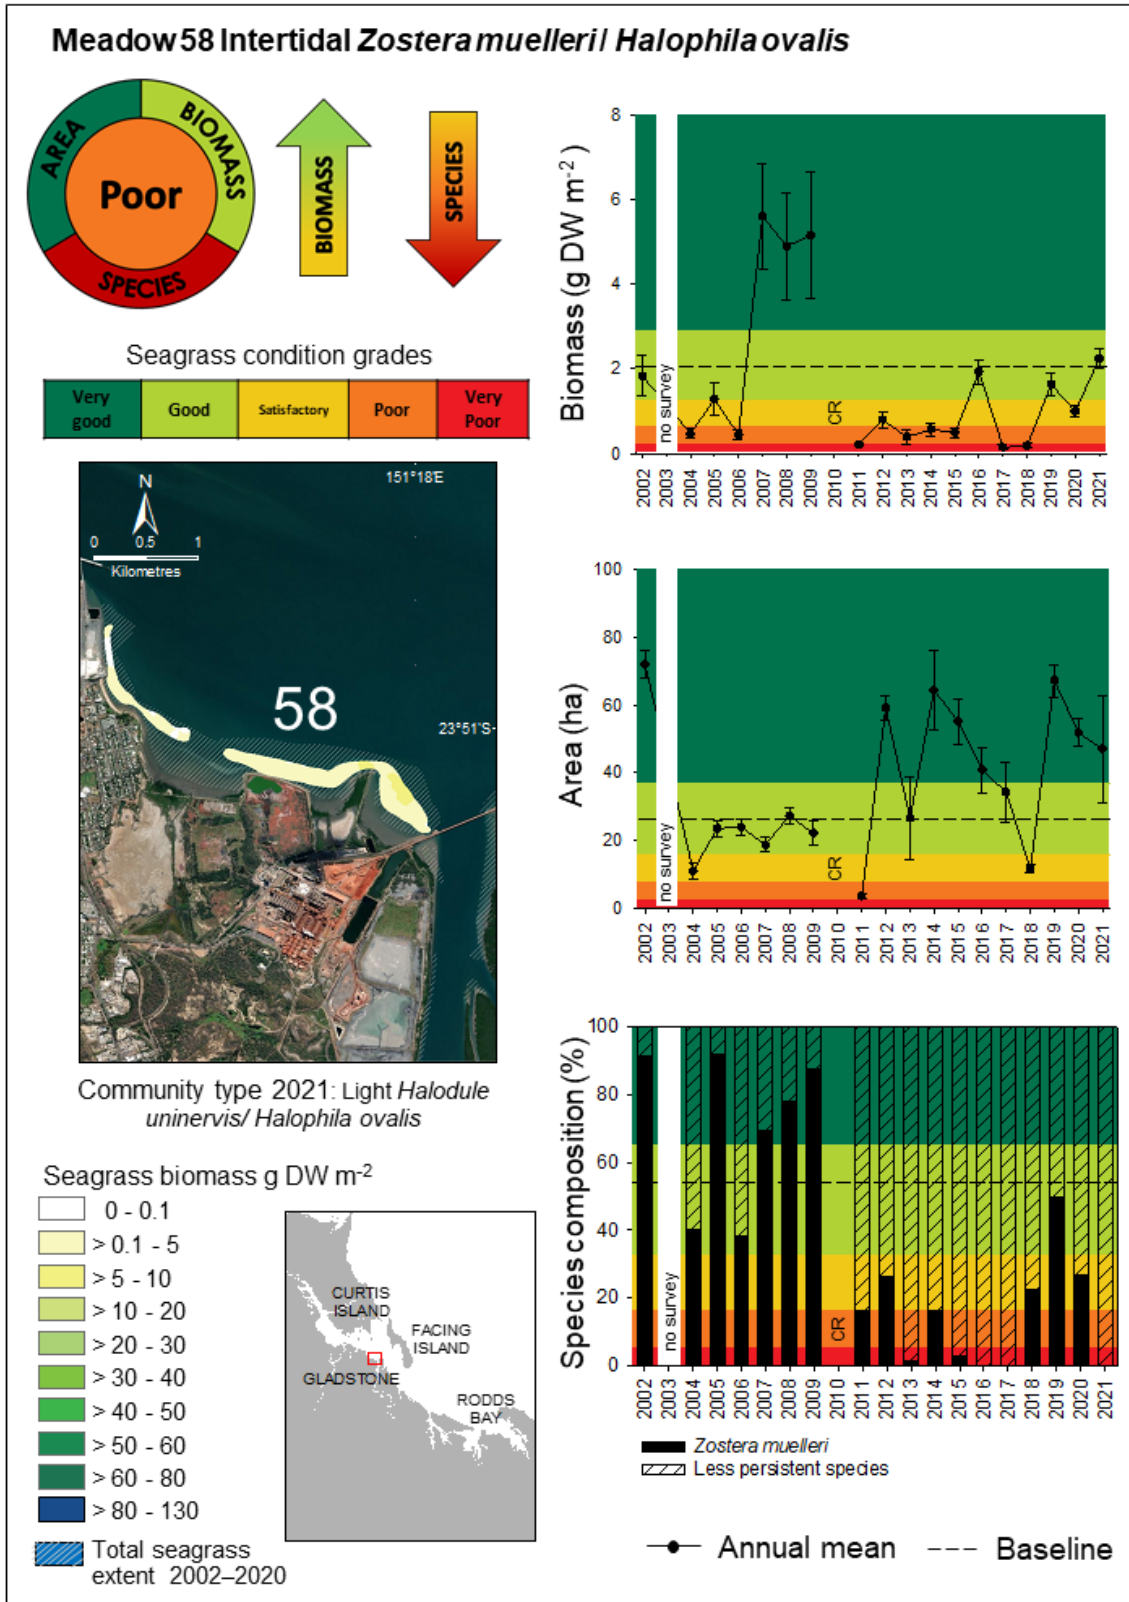 Meadow 58 Intertidal Zostera muelleri / Halophila ovalis
AREA
BIOMASS
SPECIES
Poor
BIOMASS
SPECIES
Seagrass condition grades
Very good
Good
Satisfactory
Poor
Very Poor
151°18'E
N
0 0.5 1
Kilometres
58
23°51'S
Community type 2021: Light Halodule
uninervis/ Halophila ovalis
Seagrass biomass g DW m-2
0 - 0.1
> 0.1 - 5
> 5 - 10
> 10 - 20
> 20 - 30
> 30 - 40
> 40 - 50
> 50 - 60
> 60 - 80
> 80 - 130
Total seagrass
extent 2002–2020
CURTIS
ISLAND
FACING
ISLAND
GLADSTONE
RODDS
BAY
Biomass (g DW m-2)
8
6
4
2
0
no survey
CR
2002 2003 2004 2005 2006 2007 2008 2009 2010 2011 2012 2013 2014 2015 2016 2017 2018 2019 2020 2021
Area (ha)
100
80
60
40
20
0
no survey
CR
2002 2003 2004 2005 2006 2007 2008 2009 2010 2011 2012 2013 2014 2015 2016 2017 2018 2019 2020 2021
Species composition (%)
100
80
60
40
20
0
no survey
CR
2002 2003 2004 2005 2006 2007 2008 2009 2010 2011 2012 2013 2014 2015 2016 2017 2018 2019 2020 2021
Zostera muelleri
Less persistent species
Annual mean
Baseline